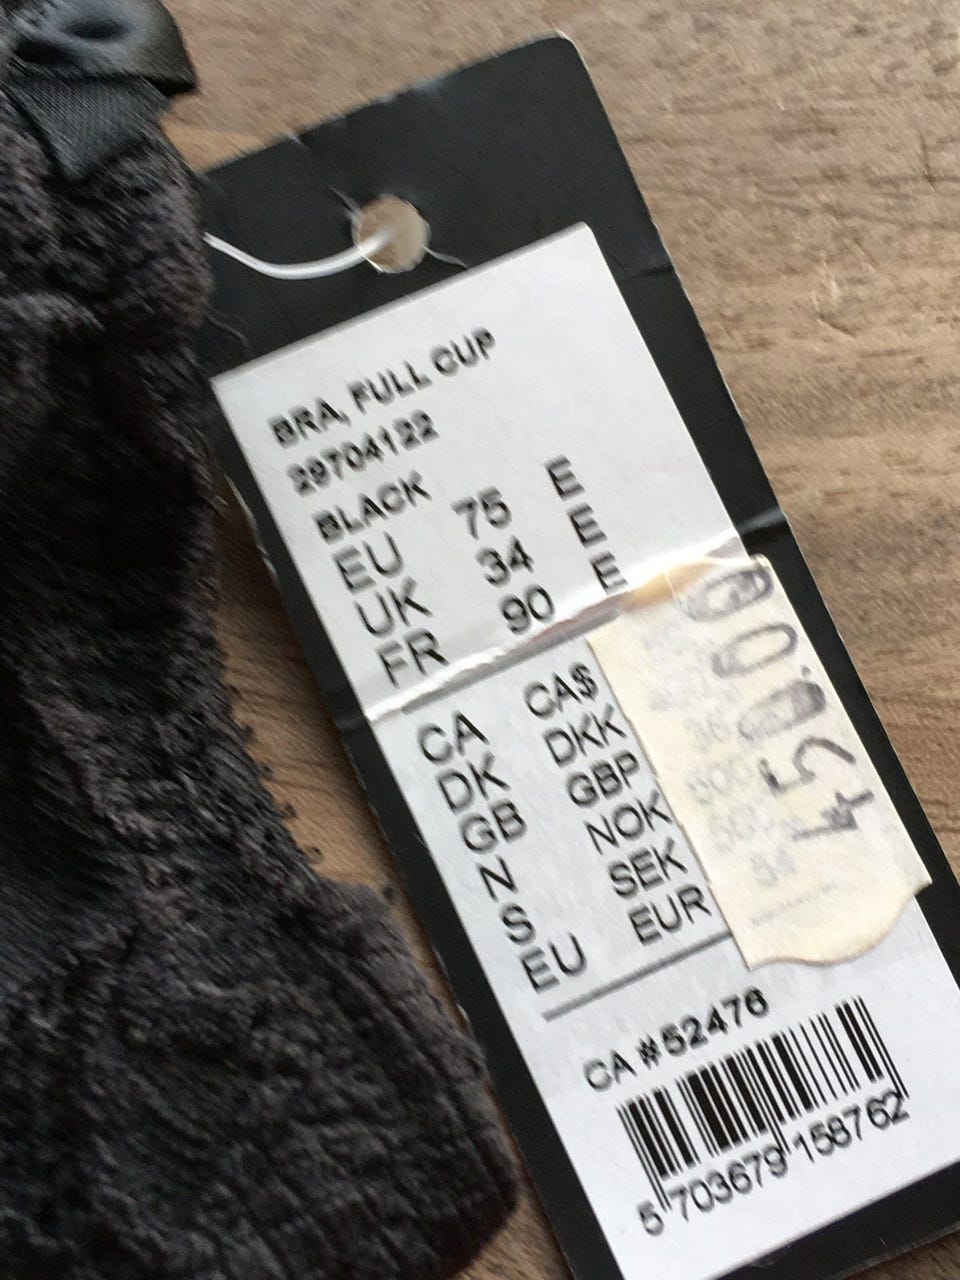 BRA, FULL CUP
29704122
BLACK
EU 75 E
UK 34 E
FR 90 E
CA CA$
DK DKK
GB GBP
N NOK
S SEK
EU EUR
450.00
CA #52476
5 703679 158762